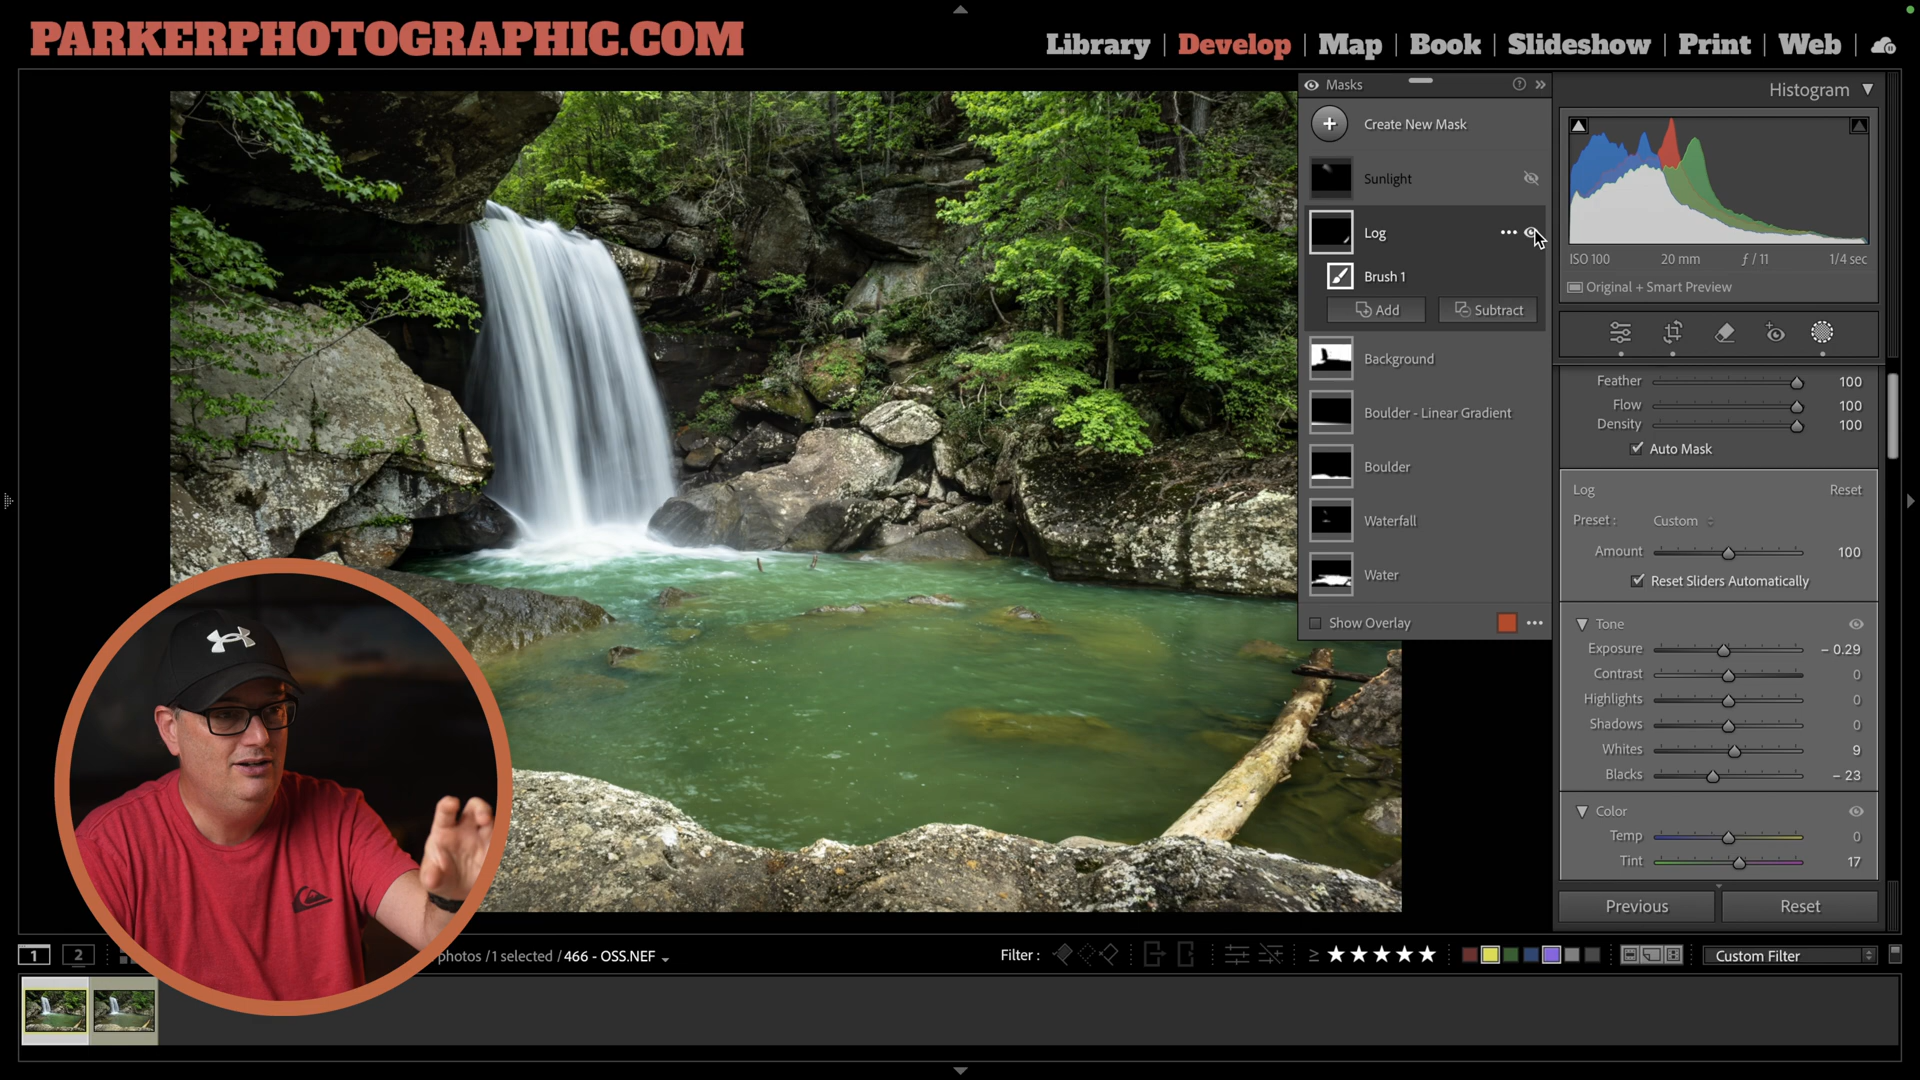 PARKERPHOTOGRAPHIC.COM
Library | Develop | Map | Book | Slideshow | Print | Web |
Masks
Create New Mask
Sunlight
Log
Brush 1
Add
Subtract
Background
Boulder - Linear Gradient
Boulder
Waterfall
Water
Show Overlay
Histogram
ISO 100 20 mm ƒ / 11 1/4 sec
Original + Smart Preview
Feather 100
Flow 100
Density 100
Auto Mask
Log Reset
Preset : Custom
Amount 100
Reset Sliders Automatically
Tone
Exposure – 0.29
Contrast 0
Highlights 0
Shadows 0
Whites 9
Blacks – 23
Color
Temp 0
Tint 17
Previous Reset
1 2 photos / 1 selected / 466 - OSS.NEF Filter : ≥ ★★★★★ Custom Filter